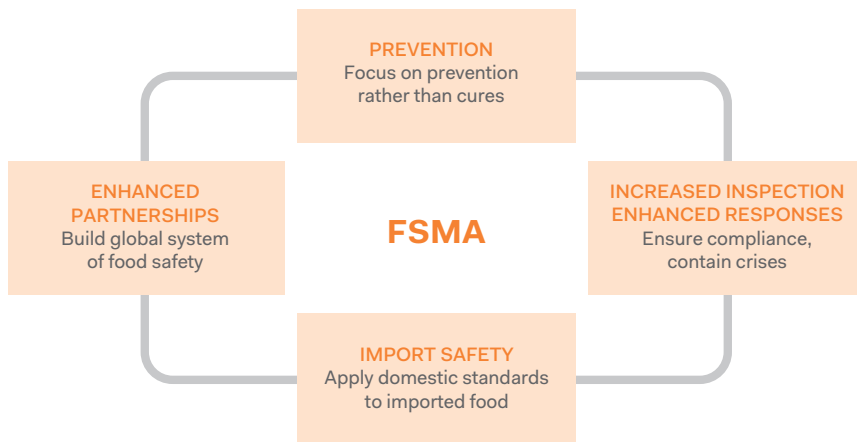 PREVENTION
Focus on prevention
rather than cures
ENHANCED
PARTNERSHIPS
Build global system
of food safety
FSMA
INCREASED INSPECTION
ENHANCED RESPONSES
Ensure compliance,
contain crises
IMPORT SAFETY
Apply domestic standards
to imported food